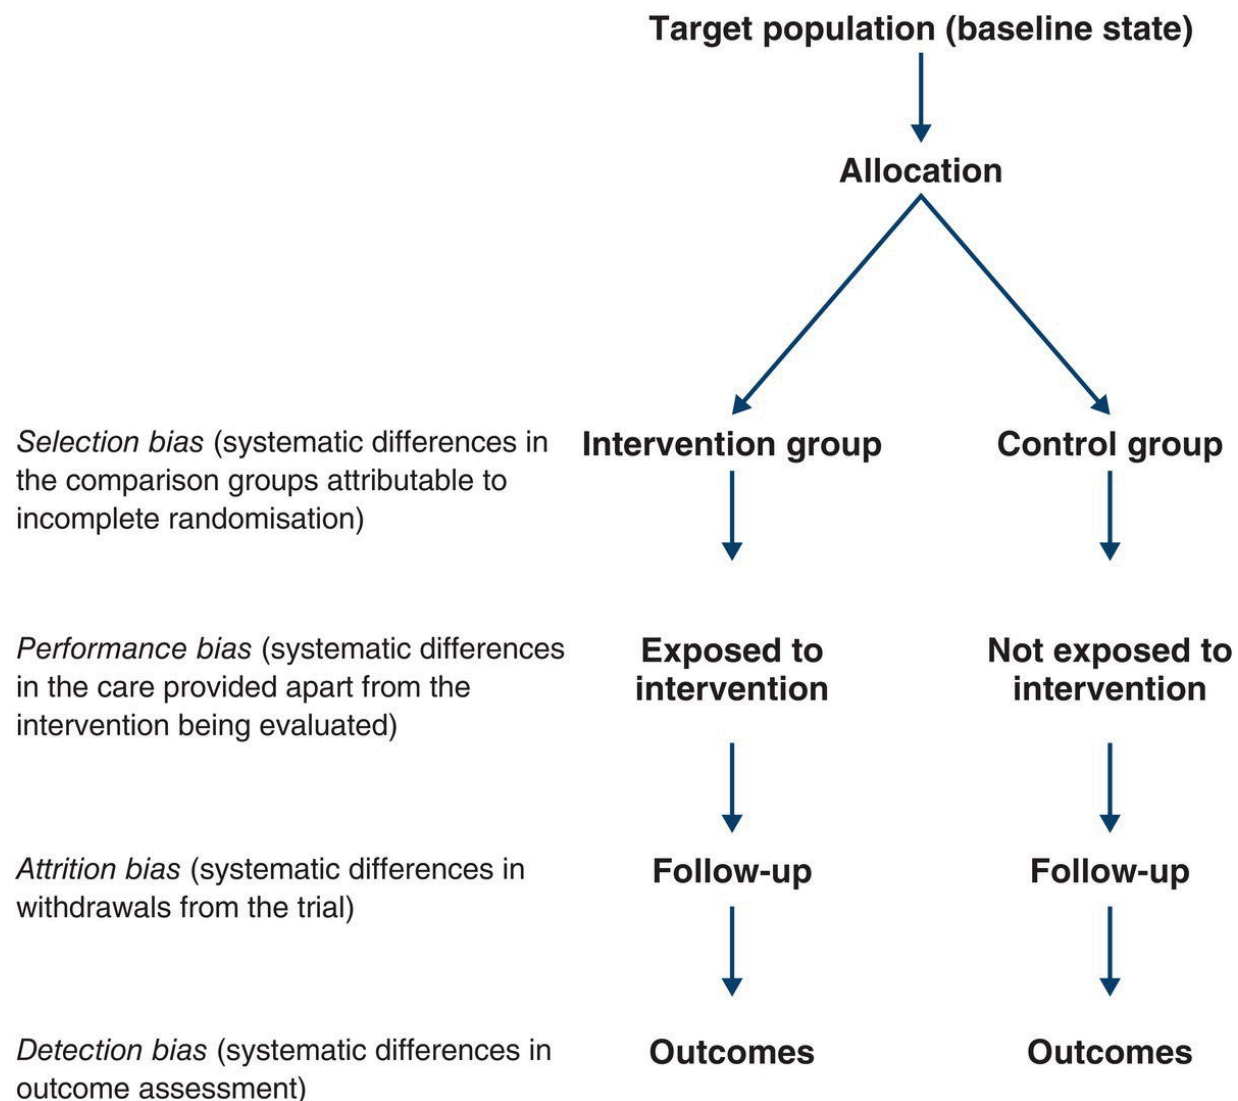 Target population (baseline state)
Allocation
Selection bias (systematic differences in
the comparison groups attributable to
incomplete randomisation)
Intervention group
Control group
Performance bias (systematic differences
in the care provided apart from the
intervention being evaluated)
Exposed to
intervention
Not exposed to
intervention
Attrition bias (systematic differences in
withdrawals from the trial)
Follow-up
Follow-up
Detection bias (systematic differences in
outcome assessment)
Outcomes
Outcomes